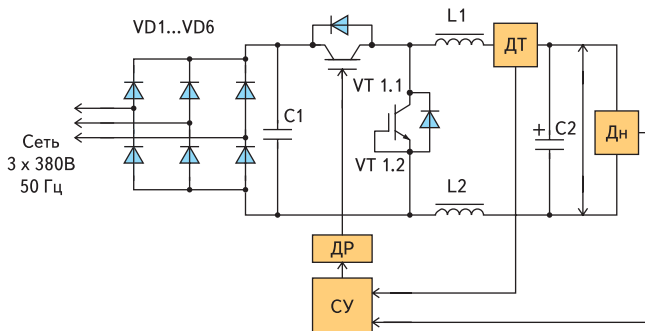 VD1...VD6
L1
ДТ
VT 1.1
C1
+ C2
Дн
Сеть
3 x 380В
50 Гц
VT 1.2
L2
ДР
СУ